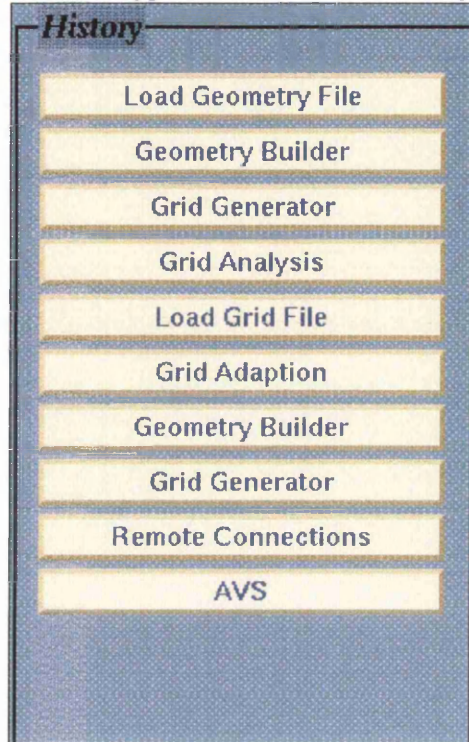 History
Load Geometry File
Geometry Builder
Grid Generator
Grid Analysis
Load Grid File
Grid Adaption
Geometry Builder
Grid Generator
Remote Connections
AVS